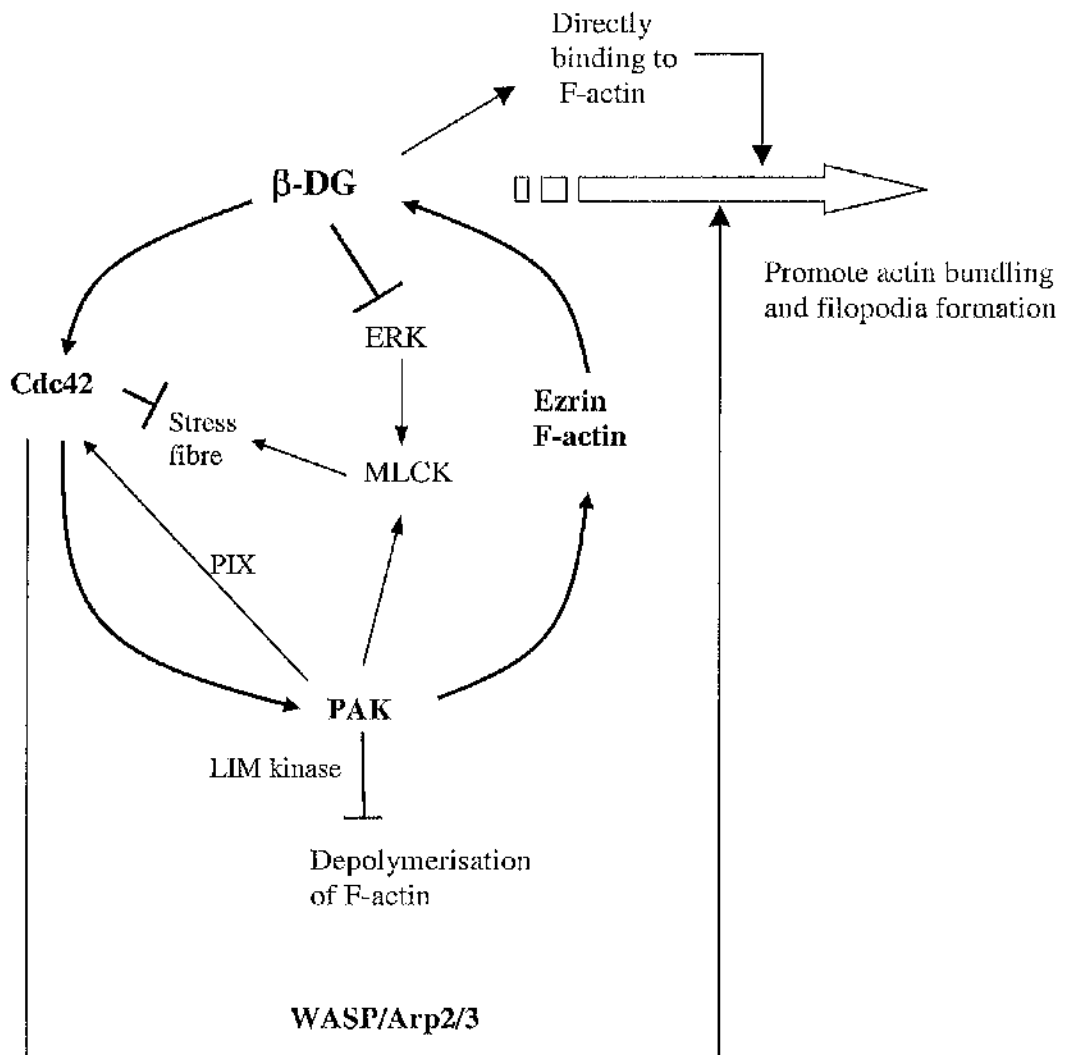 Directly
binding to
F-actin
β-DG
Promote actin bundling
and filopodia formation
ERK
Cdc42
Ezrin
F-actin
Stress
fibre
MLCK
PIX
PAK
LIM kinase
Depolymerisation
of F-actin
WASP/Arp2/3